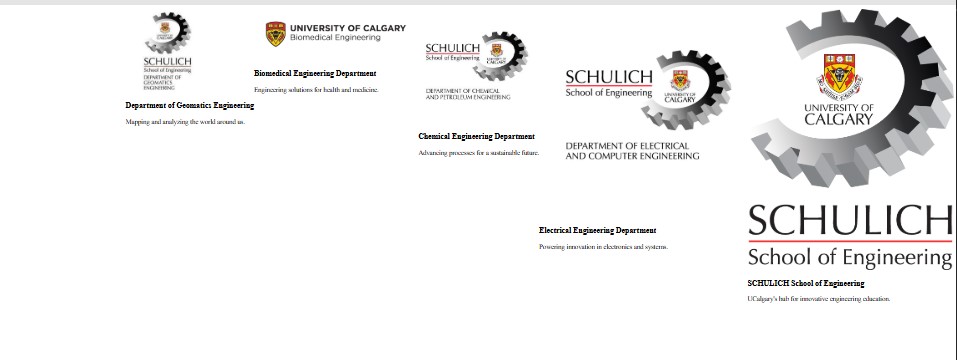 UNIVERSITY OF CALGARY
SCHULICH
School of Engineering
DEPARTMENT OF
GEOMATICS
ENGINEERING
Department of Geomatics Engineering
Mapping and analyzing the world around us.
UNIVERSITY OF CALGARY
Biomedical Engineering
Biomedical Engineering Department
Engineering solutions for health and medicine.
SCHULICH
School of Engineering
UNIVERSITY OF
CALGARY
DEPARTMENT OF CHEMICAL
AND PETROLEUM ENGINEERING
Chemical Engineering Department
Advancing processes for a sustainable future.
SCHULICH
School of Engineering
UNIVERSITY OF
CALGARY
DEPARTMENT OF ELECTRICAL
AND COMPUTER ENGINEERING
Electrical Engineering Department
Powering innovation in electronics and systems.
UNIVERSITY OF
CALGARY
SCHULICH
School of Engineering
SCHULICH School of Engineering
UCalgary's hub for innovative engineering education.